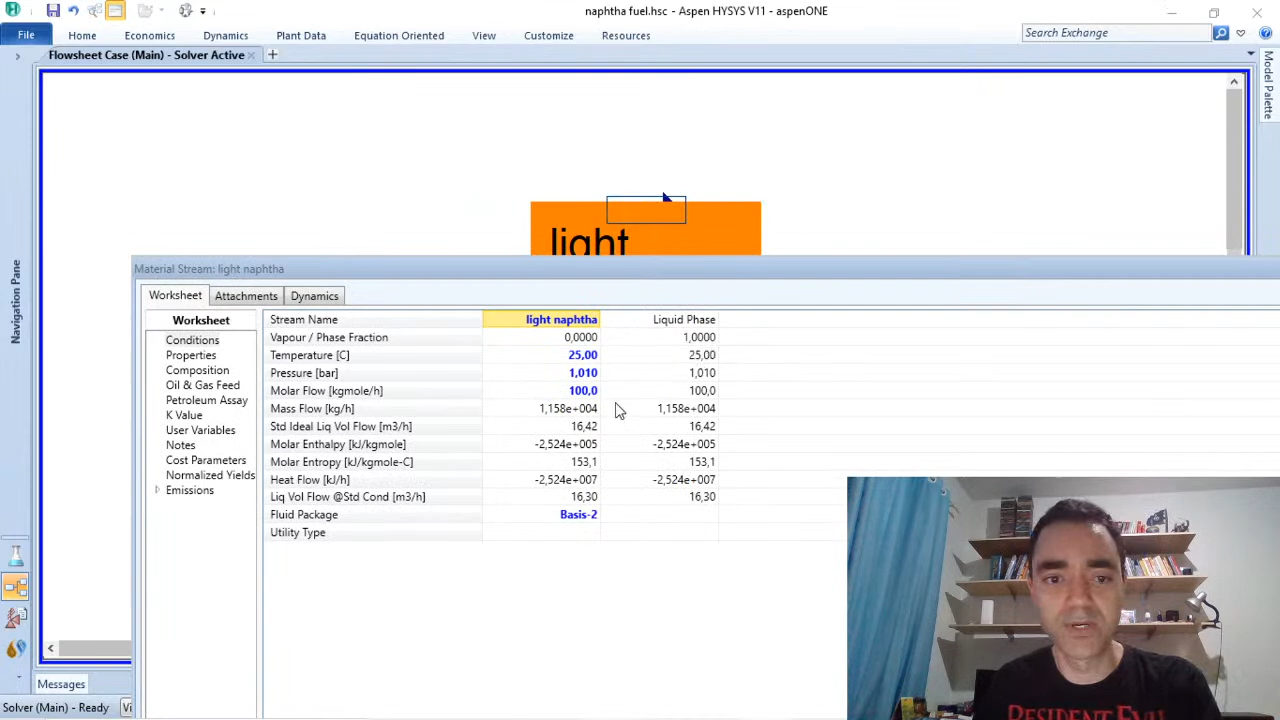 naphtha fuel.hsc - Aspen HYSYS V11 - aspenONE
File Home Economics Dynamics Plant Data Equation Oriented View Customize Resources Search Exchange
Flowsheet Case (Main) - Solver Active
Model Palette
Navigation Pane
light
Material Stream: light naphtha
Worksheet Attachments Dynamics
Worksheet
Conditions
Properties
Composition
Oil & Gas Feed
Petroleum Assay
K Value
User Variables
Notes
Cost Parameters
Normalized Yields
Emissions
Stream Name light naphtha Liquid Phase
Vapour / Phase Fraction 0,0000 1,0000
Temperature [C] 25,00 25,00
Pressure [bar] 1,010 1,010
Molar Flow [kgmole/h] 100,0 100,0
Mass Flow [kg/h] 1,158e+004 1,158e+004
Std Ideal Liq Vol Flow [m3/h] 16,42 16,42
Molar Enthalpy [kJ/kgmole] -2,524e+005 -2,524e+005
Molar Entropy [kJ/kgmole-C] 153,1 153,1
Heat Flow [kJ/h] -2,524e+007 -2,524e+007
Liq Vol Flow @Std Cond [m3/h] 16,30 16,30
Fluid Package Basis-2
Utility Type
Messages
Solver (Main) - Ready
RESIDENT EVIL